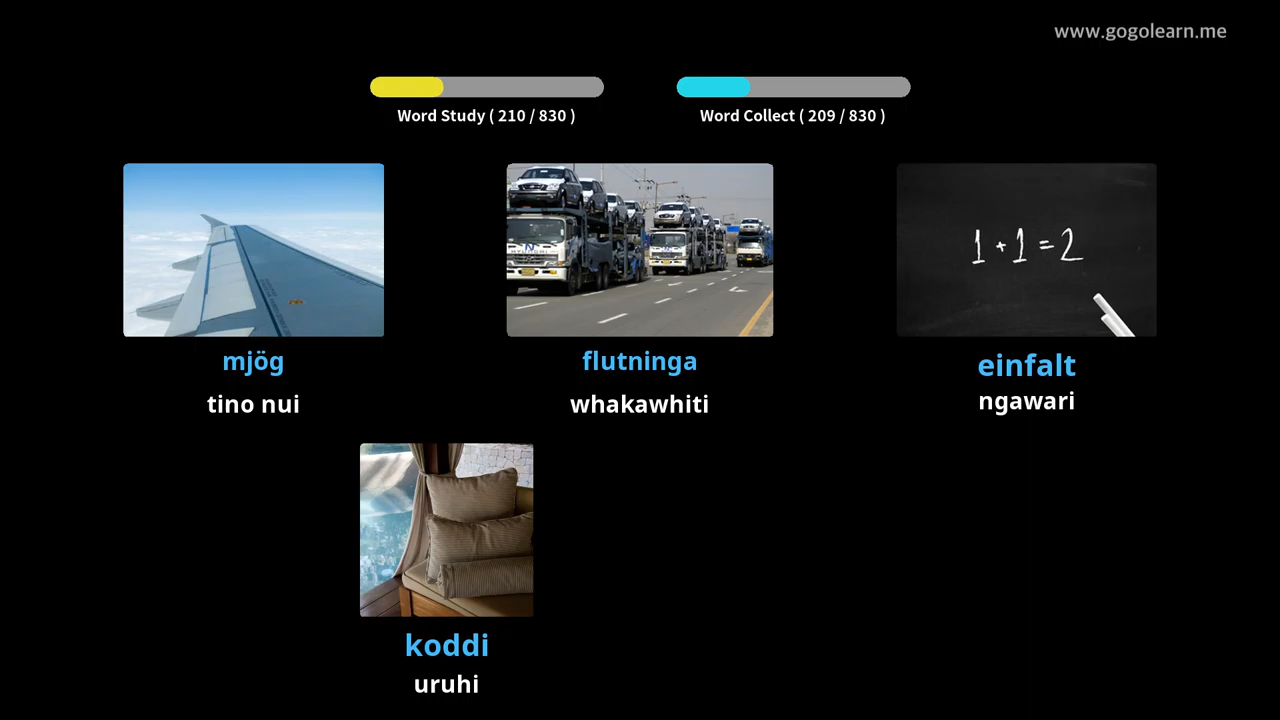 www.gogolearn.me
Word Study ( 210 / 830 )
Word Collect ( 209 / 830 )
1 + 1 = 2
mjög
flutninga
einfalt
tino nui
whakawhiti
ngawari
koddi
uruhi